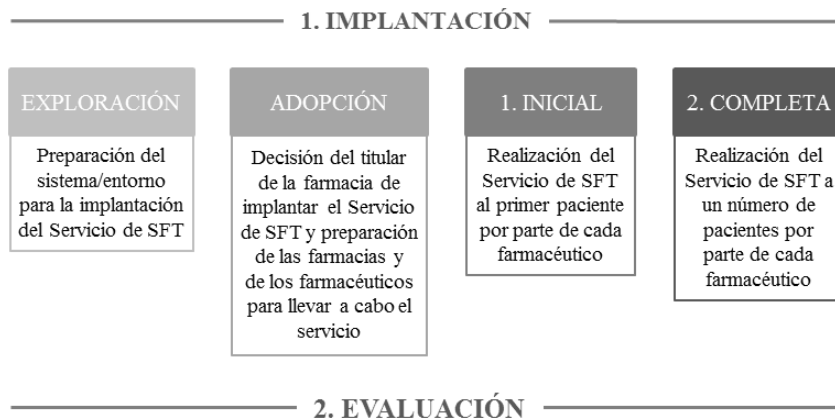 1. IMPLANTACIÓN
EXPLORACIÓN
Preparación del
sistema/entorno
para la implantación
del Servicio de SFT
ADOPCIÓN
Decisión del titular
de la farmacia de
implantar el Servicio
de SFT y preparación
de las farmacias y
de los farmacéuticos
para llevar a cabo el
servicio
1. INICIAL
Realización del
Servicio de SFT
al primer paciente
por parte de cada
farmacéutico
2. COMPLETA
Realización del
Servicio de SFT a
un número de
pacientes por
parte de cada
farmacéutico
2. EVALUACIÓN